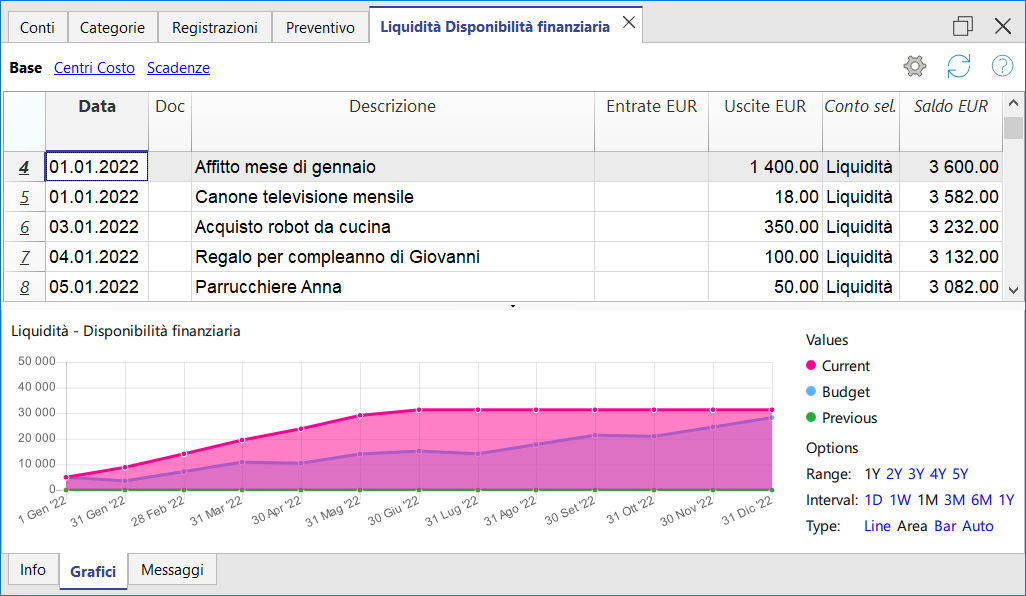 Conti Categorie Registrazioni Preventivo Liquidità Disponibilità finanziaria
Base Centri Costo Scadenze
Data Doc Descrizione Entrate EUR Uscite EUR Conto sel. Saldo EUR
4 01.01.2022 Affitto mese di gennaio 1 400.00 Liquidità 3 600.00
5 01.01.2022 Canone televisione mensile 18.00 Liquidità 3 582.00
6 03.01.2022 Acquisto robot da cucina 350.00 Liquidità 3 232.00
7 04.01.2022 Regalo per compleanno di Giovanni 100.00 Liquidità 3 132.00
8 05.01.2022 Parrucchiere Anna 50.00 Liquidità 3 082.00
Liquidità - Disponibilità finanziaria
50 000
40 000
30 000
20 000
10 000
0
1 Gen '22 31 Gen '22 28 Feb '22 31 Mar '22 30 Apr '22 31 Mag '22 30 Giu '22 31 Lug '22 31 Ago '22 30 Set '22 31 Ott '22 30 Nov '22 31 Dic '22
Values
Current
Budget
Previous
Options
Range: 1Y 2Y 3Y 4Y 5Y
Interval: 1D 1W 1M 3M 6M 1Y
Type: Line Area Bar Auto
Info Grafici Messaggi